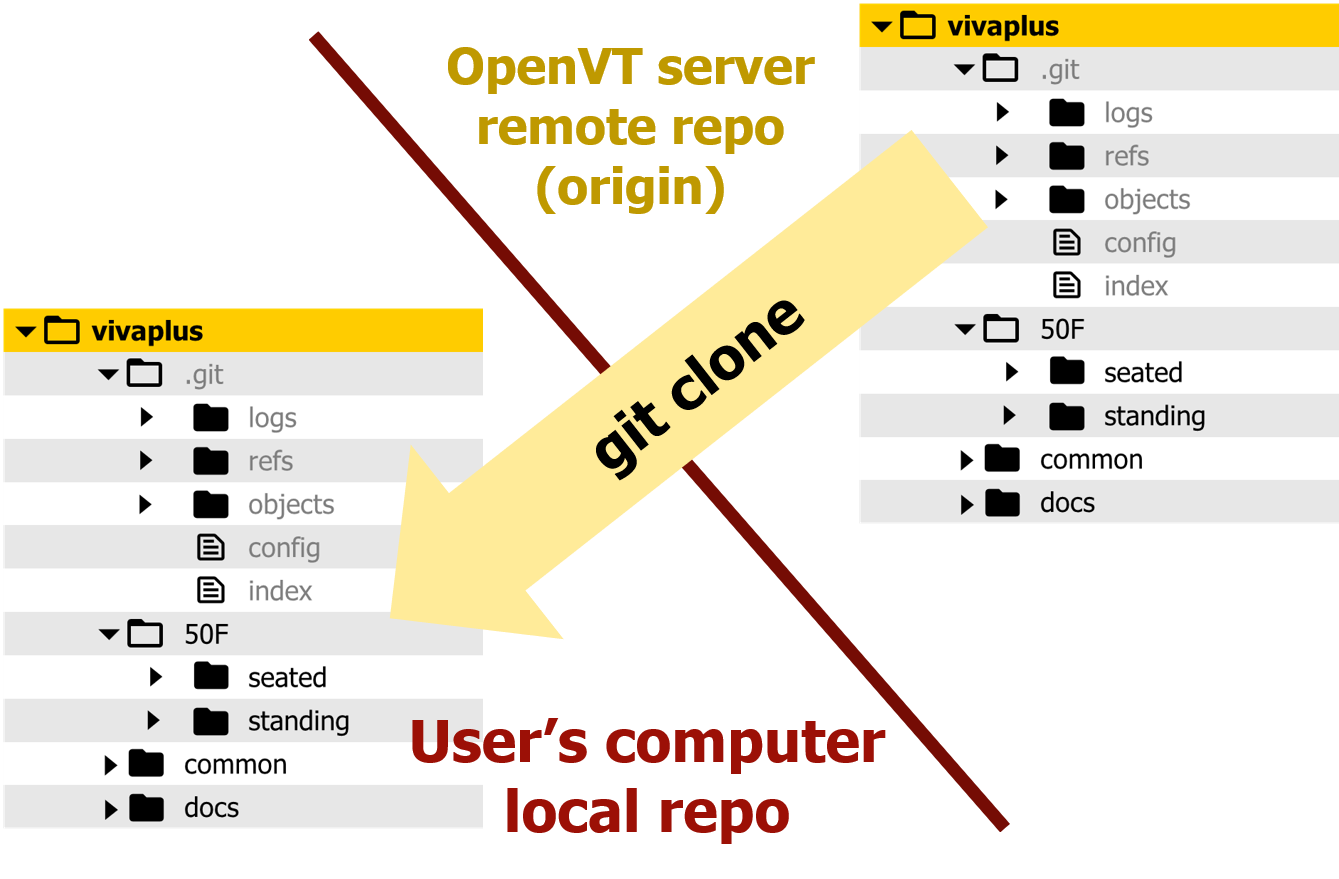 OpenVT server
remote repo
(origin)
vivaplus
.git
logs
refs
objects
config
index
50F
seated
standing
common
docs
git clone
vivaplus
.git
logs
refs
objects
config
index
50F
seated
standing
common
docs
User’s computer
local repo